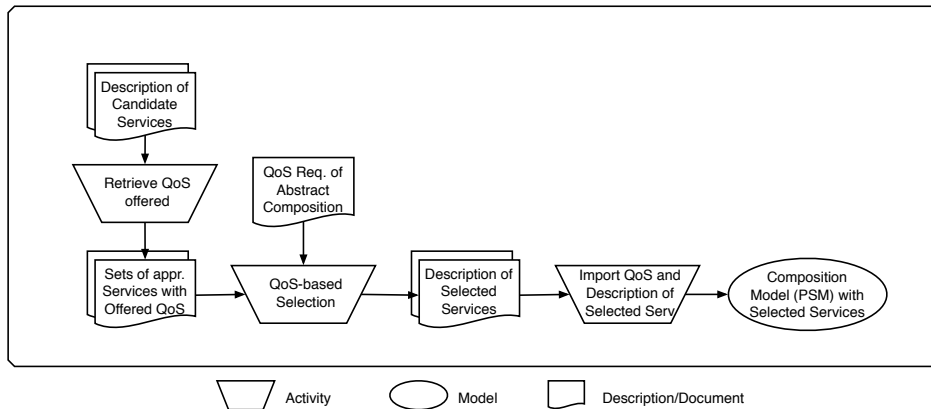 Description of
Candidate
Services
Retrieve QoS
offered
QoS Req. of
Abstract
Composition
Sets of appr.
Services with
Offered QoS
QoS-based
Selection
Description of
Selected
Services
Import QoS and
Description of
Selected Serv
Composition
Model (PSM) with
Selected Services
Activity
Model
Description/Document